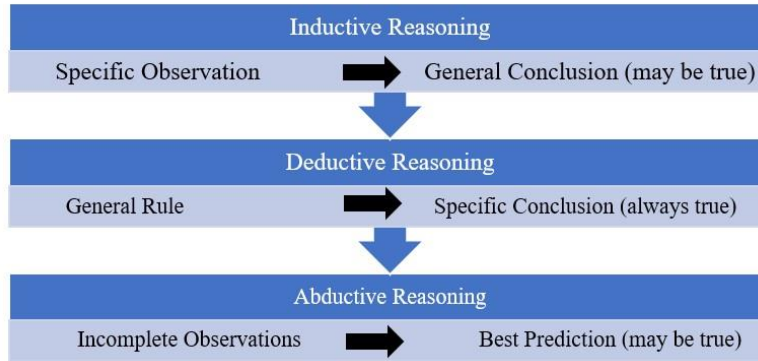 Inductive Reasoning
Specific Observation General Conclusion (may be true)
Deductive Reasoning
General Rule Specific Conclusion (always true)
Abductive Reasoning
Incomplete Observations Best Prediction (may be true)